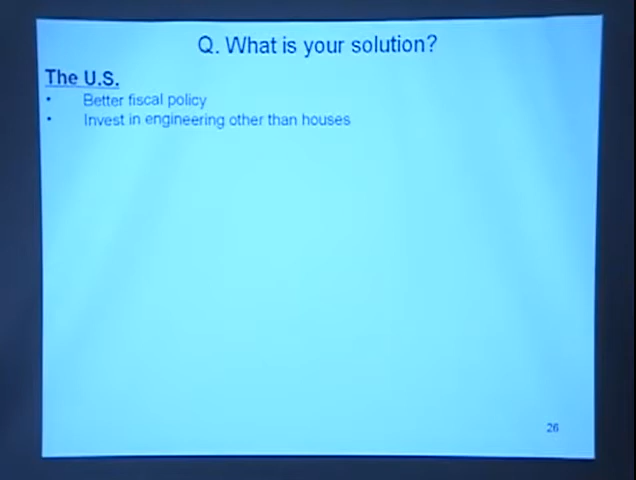 Q. What is your solution?
The U.S.
• Better fiscal policy
• Invest in engineering other than houses
26